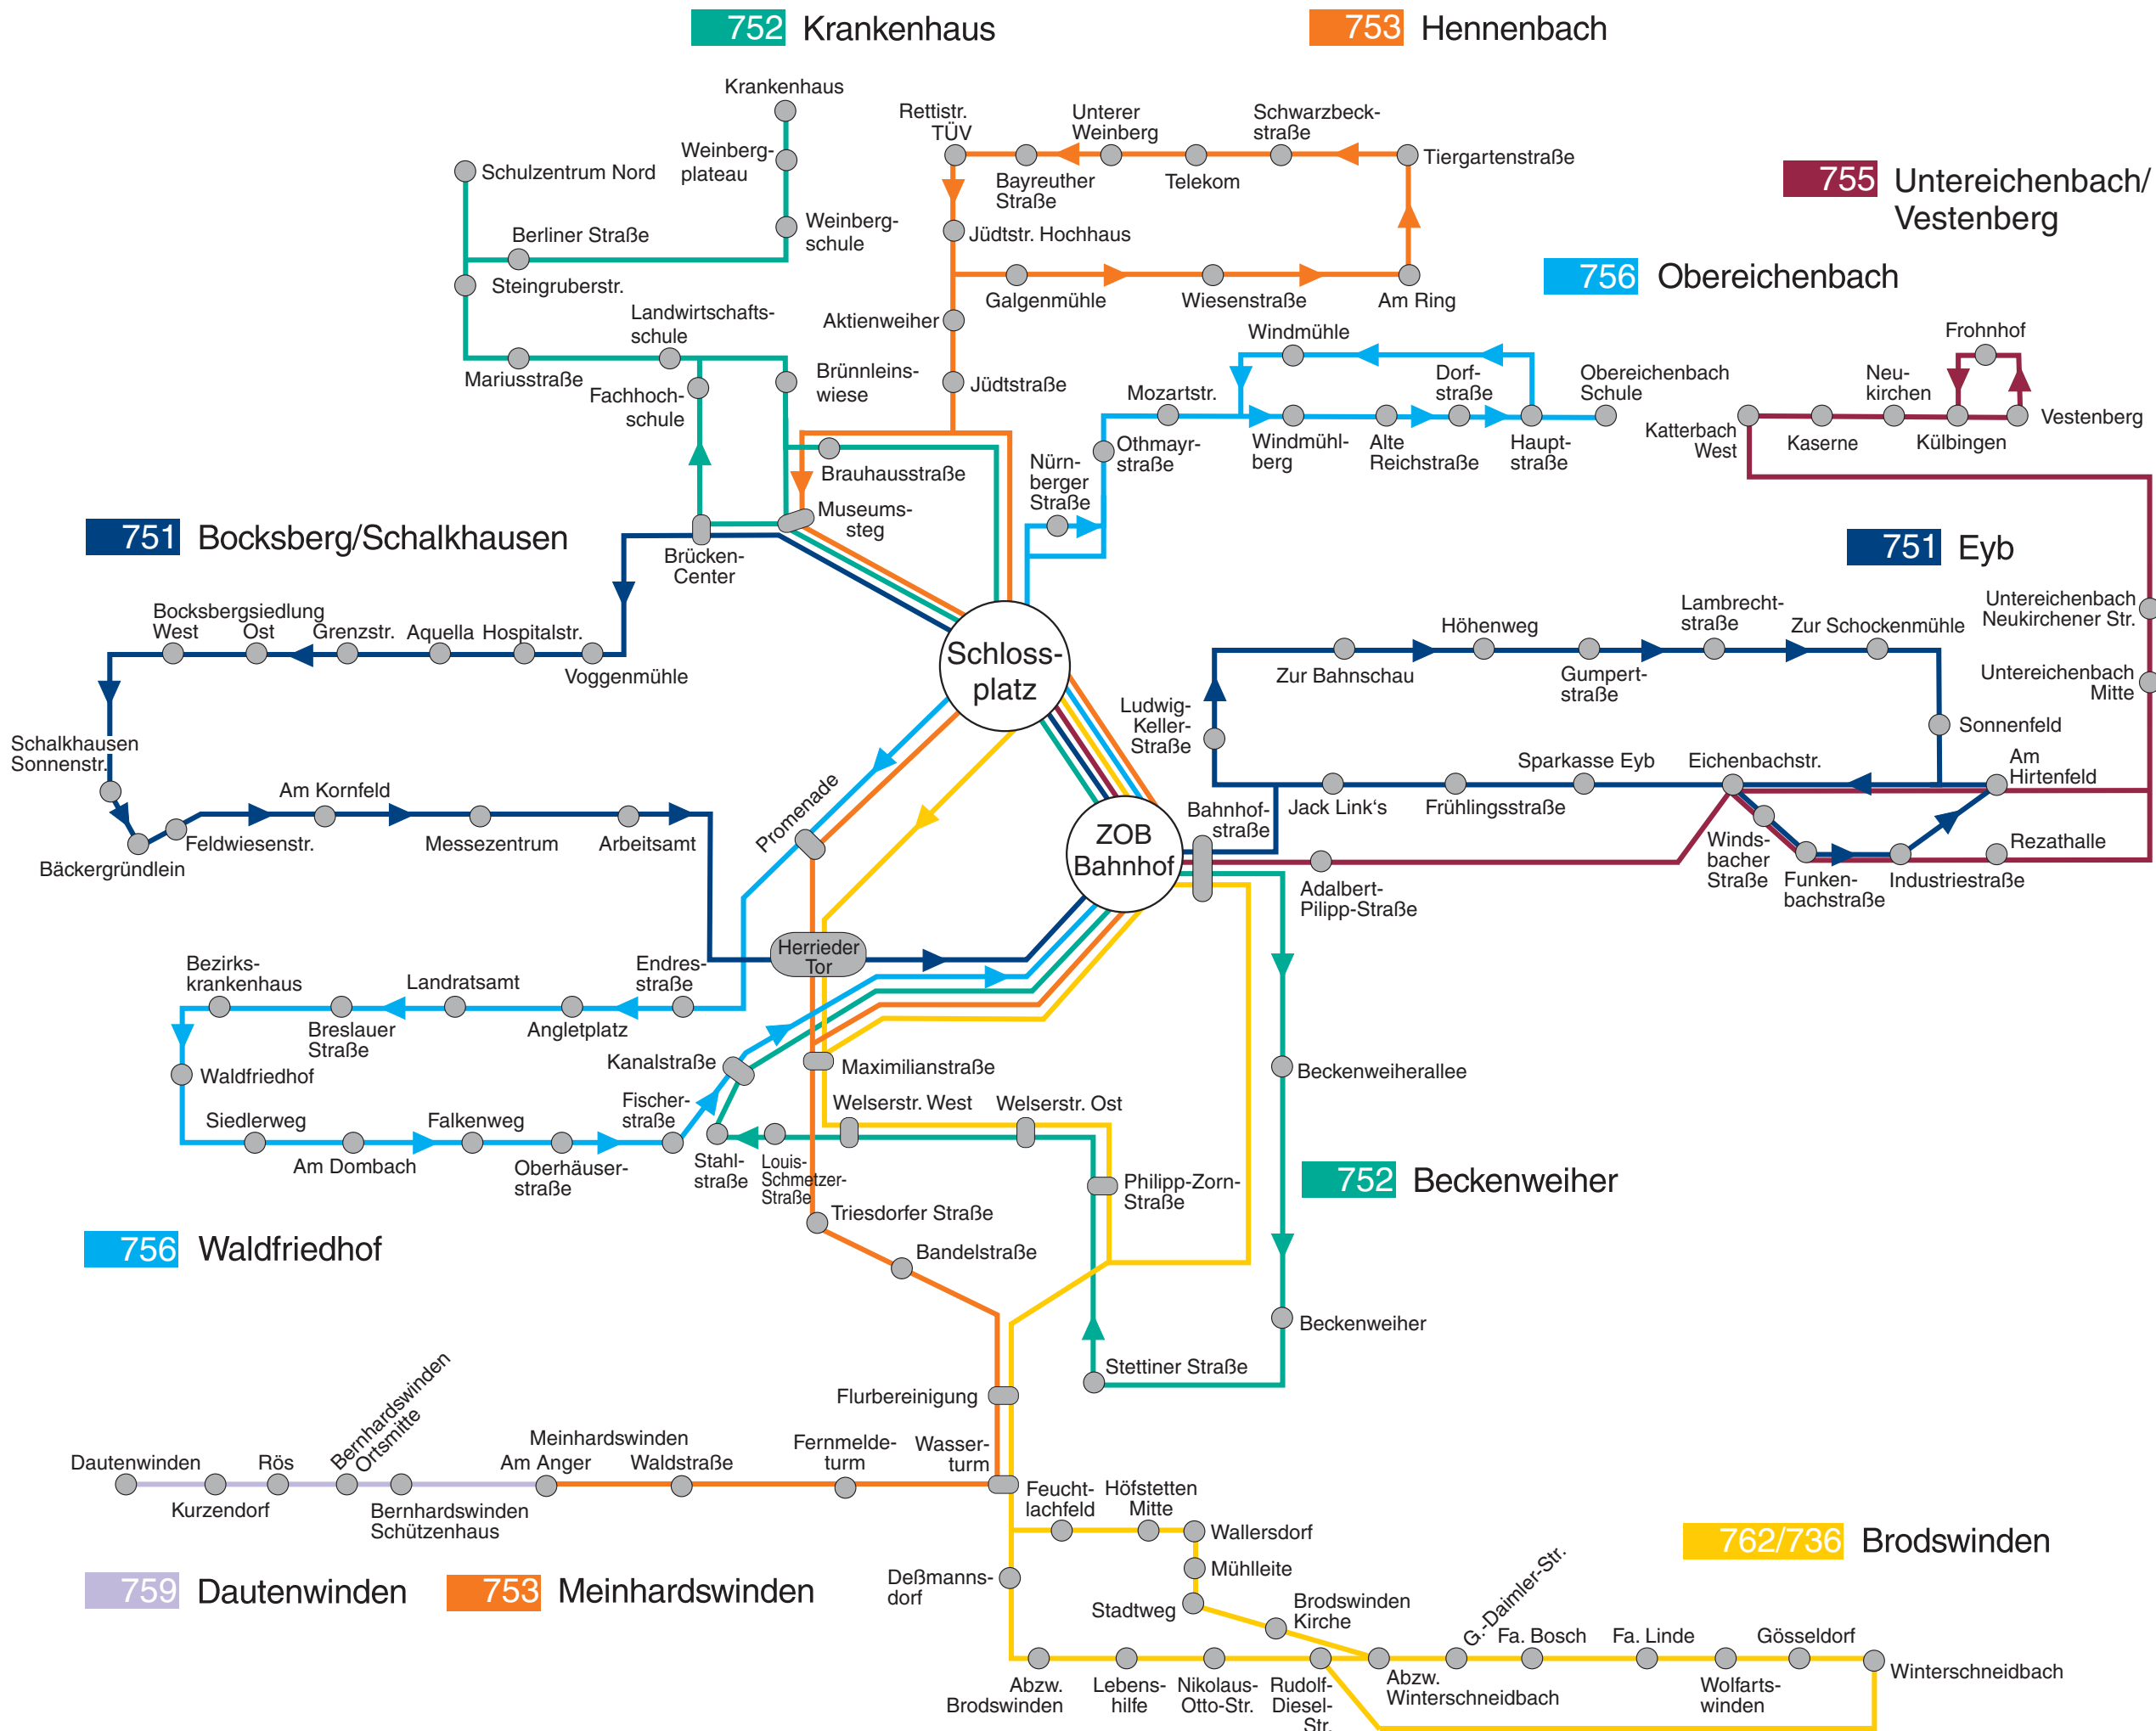 752 Krankenhaus
753 Hennenbach
Krankenhaus
Weinberg-
plateau
Weinberg-
schule
Schulzentrum Nord
Berliner Straße
Steingruberstr.
Landwirtschafts-
schule
Mariusstraße
Fachhoch-
schule
Brünnleins-
wiese
Brauhausstraße
Museums-
steg
Brücken-
Center
Rettistr.
TÜV
Unterer
Weinberg
Schwarzbeck-
straße
Tiergartenstraße
Bayreuther
Straße
Telekom
Jüdtstr. Hochhaus
Galgenmühle
Wiesenstraße
Am Ring
Aktienweiher
Jüdtstraße
755 Untereichenbach/
Vestenberg
756 Obereichenbach
Windmühle
Mozartstr.
Dorf-
straße
Obereichenbach
Schule
Othmayr-
straße
Windmühl-
berg
Alte
Reichstraße
Haupt-
straße
Nürn-
berger
Straße
Frohnhof
Neu-
kirchen
Vestenberg
Katterbach
West
Kaserne
Külbingen
751 Bocksberg/Schalkhausen
751 Eyb
Bocksbergsiedlung
West
Ost
Grenzstr.
Aquella
Hospitalstr.
Voggenmühle
Schalkhausen
Sonnenstr.
Am Kornfeld
Bäckergründlein
Feldwiesenstr.
Messezentrum
Arbeitsamt
Schloss-
platz
ZOB
Bahnhof
Promenade
Herrieder
Tor
Untereichenbach
Neukirchener Str.
Untereichenbach
Mitte
Lambrecht-
straße
Höhenweg
Zur Schockenmühle
Zur Bahnschau
Gumpert-
straße
Ludwig-
Keller-
Straße
Sonnenfeld
Sparkasse Eyb
Eichenbachstr.
Am
Hirtenfeld
Bahnhof-
straße
Jack Link's
Frühlingsstraße
Adalbert-
Pilipp-Straße
Winds-
bacher
Straße
Funken-
bachstraße
Industriestraße
Rezathalle
Bezirks-
krankenhaus
Landratsamt
Endres-
straße
Breslauer
Straße
Angletplatz
Waldfriedhof
Kanalstraße
Maximilianstraße
Siedlerweg
Falkenweg
Fischer-
straße
Am Dombach
Oberhäuser-
straße
Stahl-
straße
Louis-
Schmetzer-
Straße
Welserstr. West
Welserstr. Ost
Philipp-Zorn-
Straße
Beckenweiherallee
752 Beckenweiher
756 Waldfriedhof
Triesdorfer Straße
Bandelstraße
Beckenweiher
Stettiner Straße
Flurbereinigung
Dautenwinden
Kurzendorf
Rös
Bernhardswinden
Ortsmitte
Bernhardswinden
Schützenhaus
Meinhardswinden
Am Anger
Waldstraße
Fernmelde-
turm
Wasser-
turm
Feucht-
lachfeld
Höfstetten
Mitte
Wallersdorf
Mühlleite
Stadtweg
Deßmanns-
dorf
Brodswinden
Kirche
762/736 Brodswinden
759 Dautenwinden
753 Meinhardswinden
G.-Daimler-Str.
Fa. Bosch
Fa. Linde
Gösseldorf
Winterschneidbach
Abzw.
Brodswinden
Lebens-
hilfe
Nikolaus-
Otto-Str.
Rudolf-
Diesel-
Str.
Abzw.
Winterschneidbach
Wolfarts-
winden